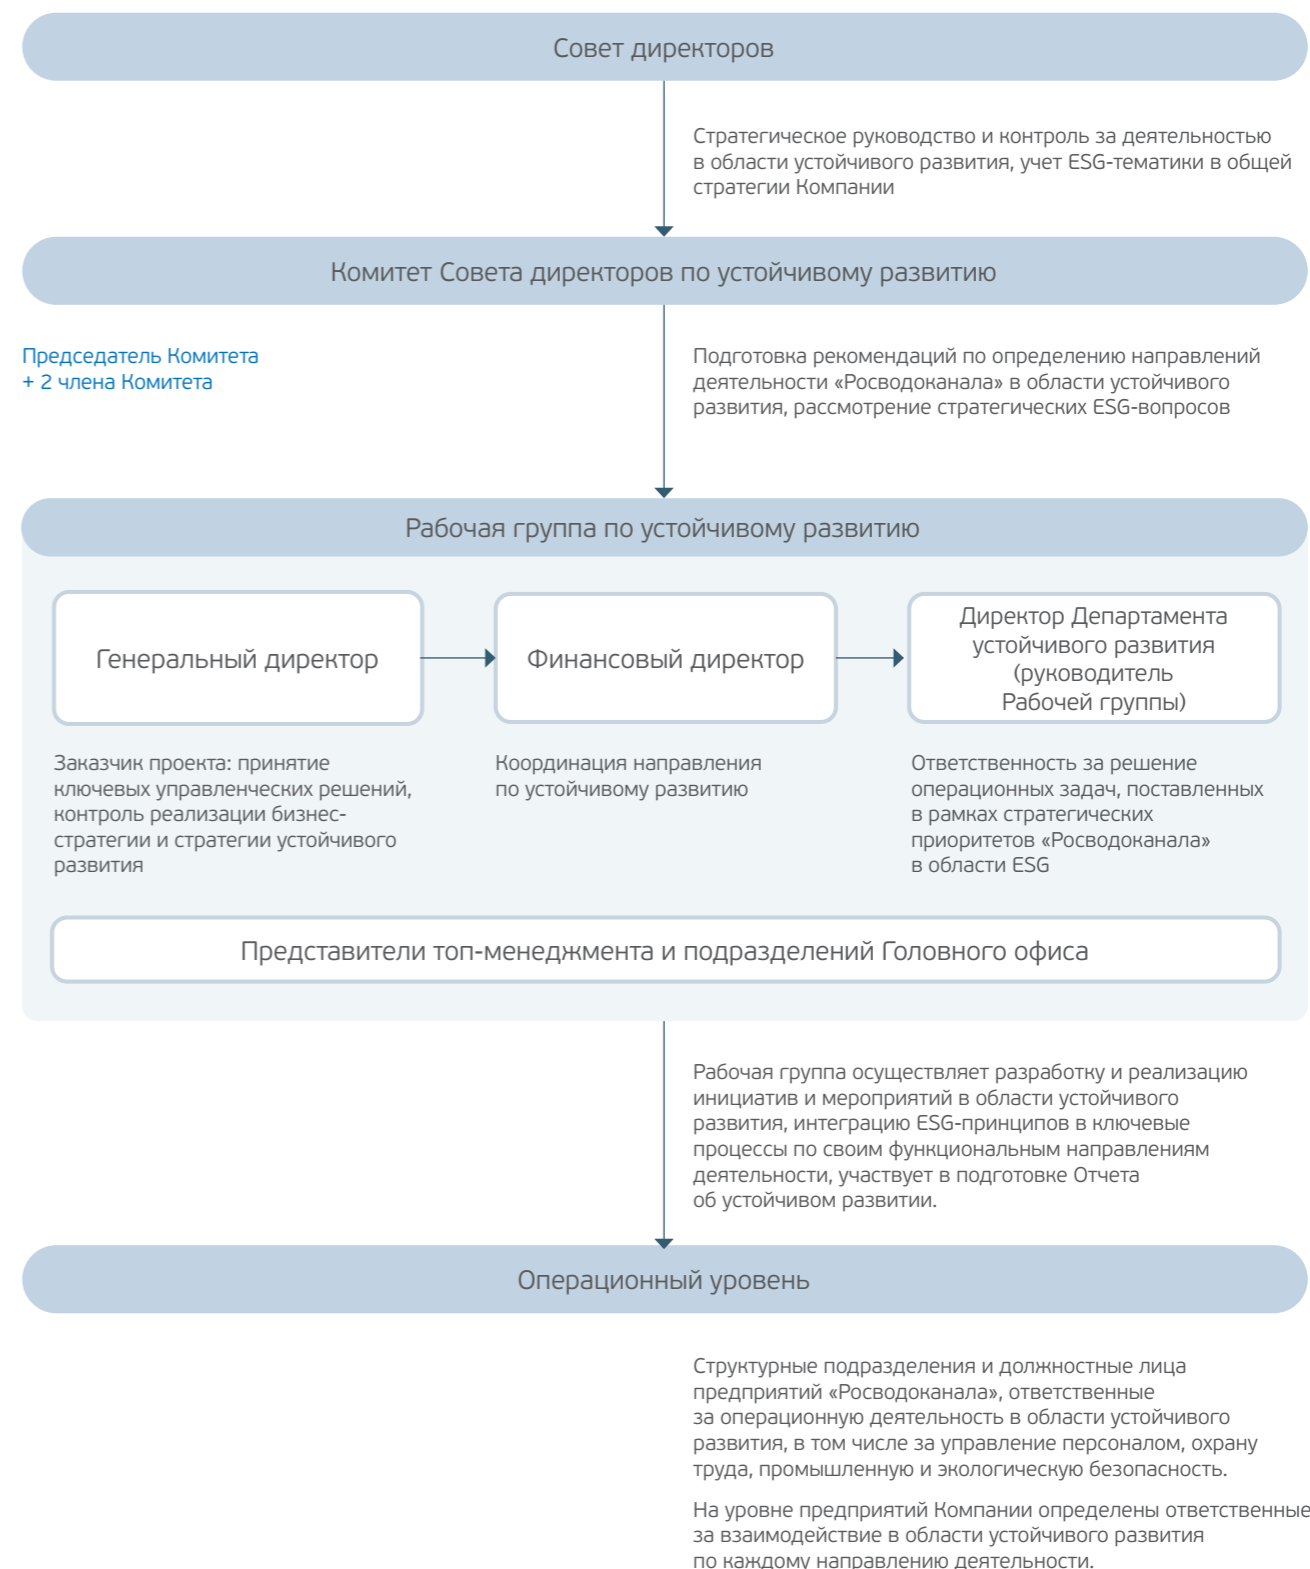 Совет директоров
Стратегическое руководство и контроль за деятельностью
в области устойчивого развития, учет ESG-тематики в общей
стратегии Компании
Комитет Совета директоров по устойчивому развитию
Председатель Комитета
+ 2 члена Комитета
Подготовка рекомендаций по определению направлений
деятельности «Росводоканала» в области устойчивого
развития, рассмотрение стратегических ESG-вопросов
Рабочая группа по устойчивому развитию
Генеральный директор
Финансовый директор
Директор Департамента
устойчивого развития
(руководитель
Рабочей группы)
Заказчик проекта: принятие
ключевых управленческих решений,
контроль реализации бизнес-
стратегии и стратегии устойчивого
развития
Координация направления
по устойчивому развитию
Ответственность за решение
операционных задач, поставленных
в рамках стратегических
приоритетов «Росводоканала»
в области ESG
Представители топ-менеджмента и подразделений Головного офиса
Рабочая группа осуществляет разработку и реализацию
инициатив и мероприятий в области устойчивого
развития, интеграцию ESG-принципов в ключевые
процессы по своим функциональным направлениям
деятельности, участвует в подготовке Отчета
об устойчивом развитии.
Операционный уровень
Структурные подразделения и должностные лица
предприятий «Росводоканала», ответственные
за операционную деятельность в области устойчивого
развития, в том числе за управление персоналом, охрану
труда, промышленную и экологическую безопасность.
На уровне предприятий Компании определены ответственные
за взаимодействие в области устойчивого развития
по каждому направлению деятельности.